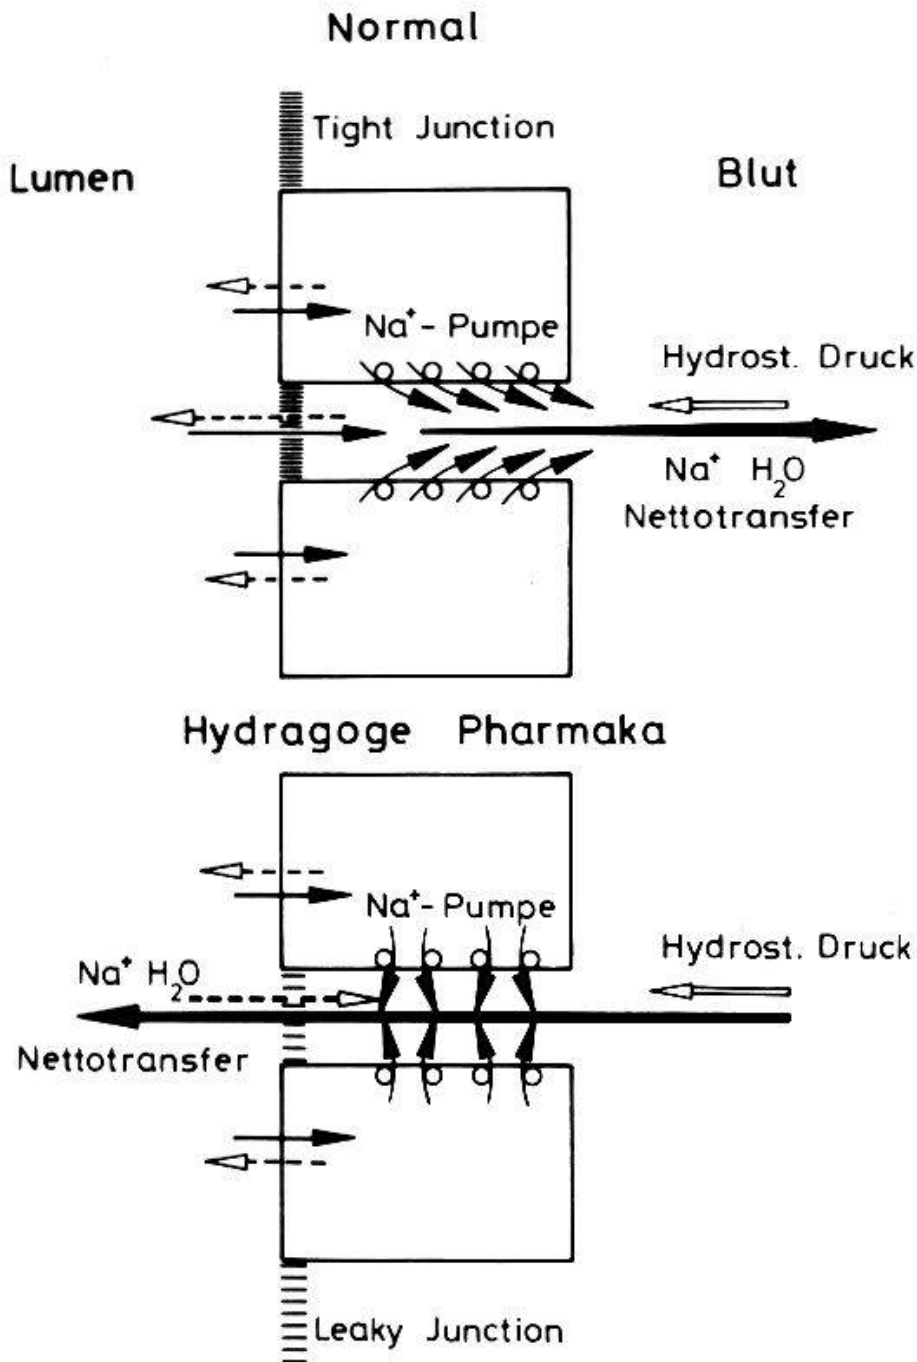 Normal
Tight Junction
Lumen
Blut
Na⁺- Pumpe
Hydrost. Druck
Na⁺ H₂O
Nettotransfer
Hydragoge Pharmaka
Na⁺- Pumpe
Hydrost. Druck
Na⁺ H₂O
Nettotransfer
Leaky Junction